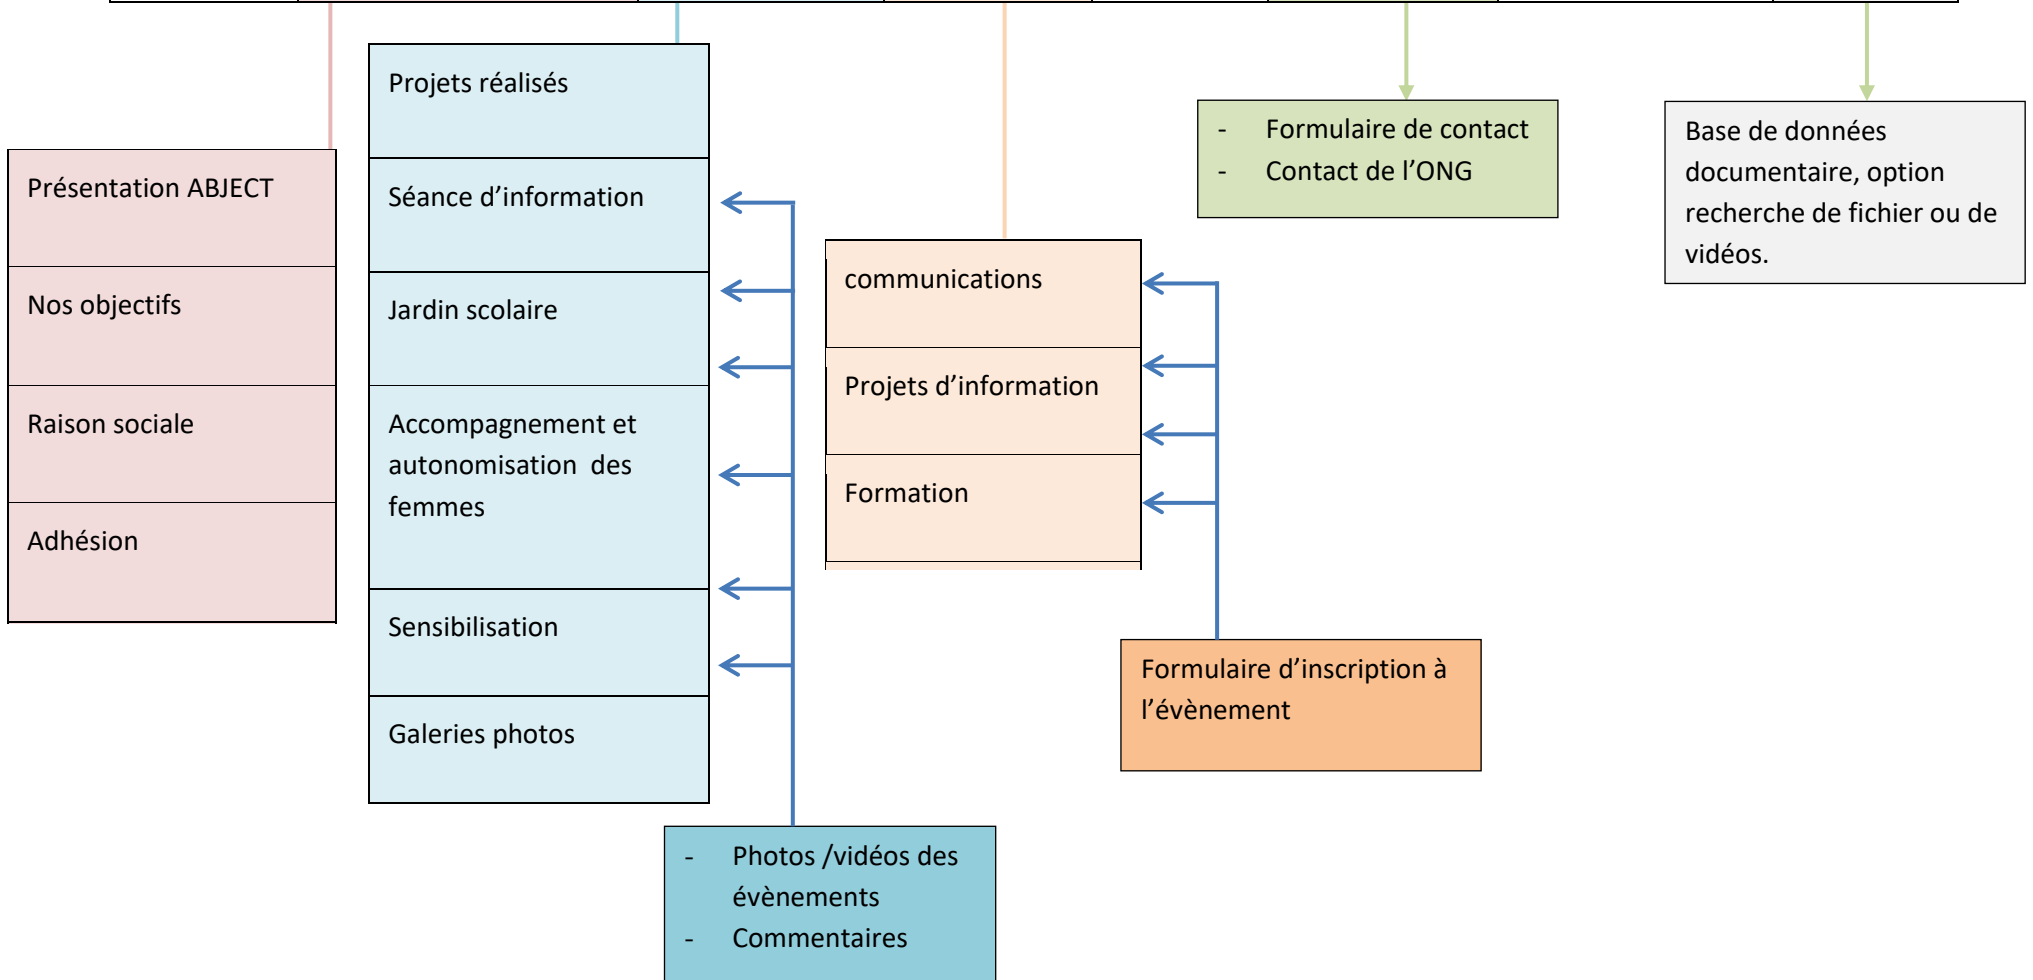 Présentation ABJECT
Nos objectifs
Raison sociale
Adhésion
Projets réalisés
Séance d’information
Jardin scolaire
Accompagnement et
autonomisation des
femmes
Sensibilisation
Galeries photos
- Photos /vidéos des
évènements
- Commentaires
communications
Projets d’information
Formation
Formulaire d’inscription à
l’évènement
- Formulaire de contact
- Contact de l’ONG
Base de données
documentaire, option
recherche de fichier ou de
vidéos.